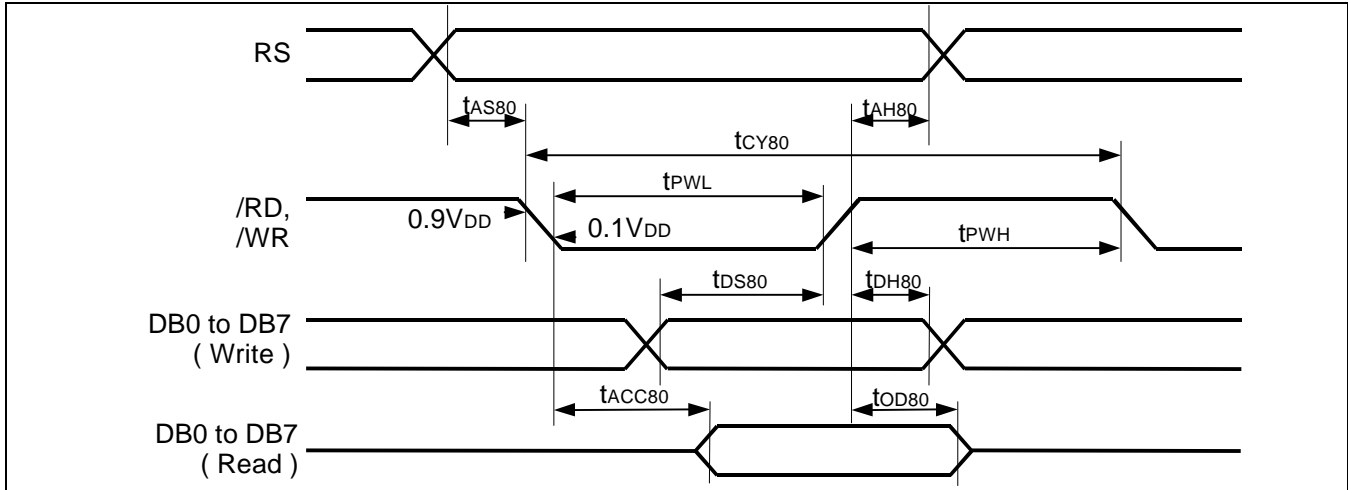 RS
tAS80
tAH80
tCY80
tPWL
/RD,
/WR
0.9VDD
0.1VDD
tPWH
tDS80
tDH80
DB0 to DB7
( Write )
tACC80
tOD80
DB0 to DB7
( Read )